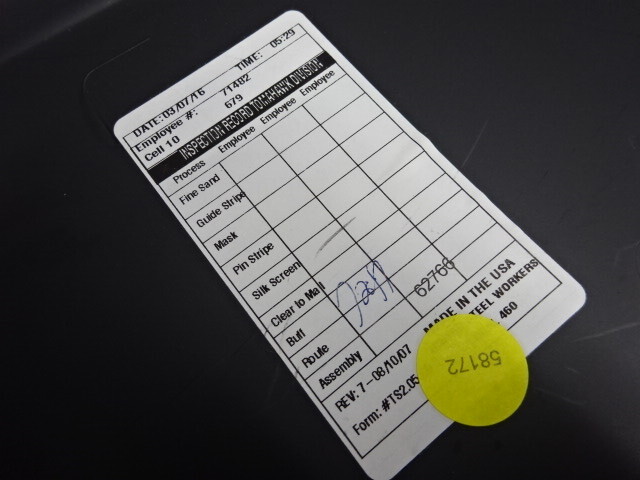 DATE: 03/07/16 TIME: 05:29
Employee #: 71482
Cell 10 679
INSPECTION RECORD TOMAHAWK DIVISION
Process Employee Employee Employee
Fine Sand
Guide Stripe
Mask
Pin Stripe
Silk Screen
Clear to Mall
Buff
Route 62766
Assembly
REV: 7-08/10/07 MADE IN THE USA
Form: #TS2.05 STEEL WORKERS
460
58172